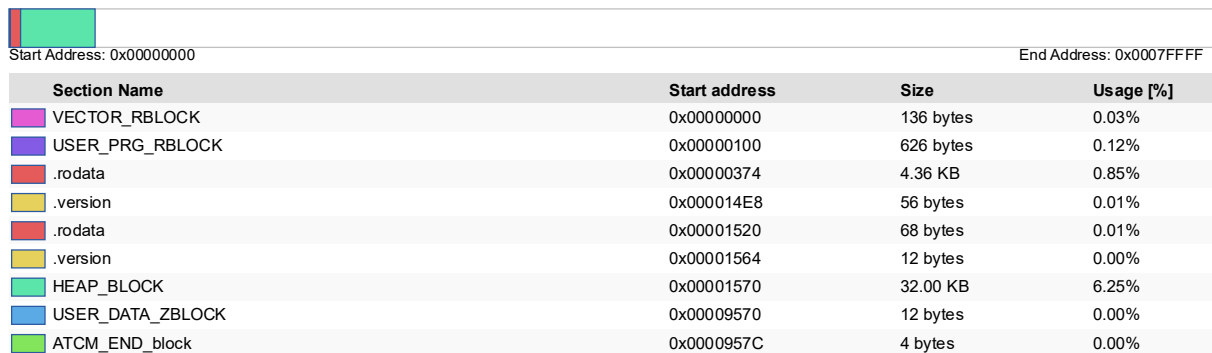 Start Address: 0x00000000 End Address: 0x0007FFFF
Section Name Start address Size Usage [%]
VECTOR_RBLOCK 0x00000000 136 bytes 0.03%
USER_PRG_RBLOCK 0x00000100 626 bytes 0.12%
.rodata 0x00000374 4.36 KB 0.85%
.version 0x000014E8 56 bytes 0.01%
.rodata 0x00001520 68 bytes 0.01%
.version 0x00001564 12 bytes 0.00%
HEAP_BLOCK 0x00001570 32.00 KB 6.25%
USER_DATA_ZBLOCK 0x00009570 12 bytes 0.00%
ATCM_END_block 0x0000957C 4 bytes 0.00%